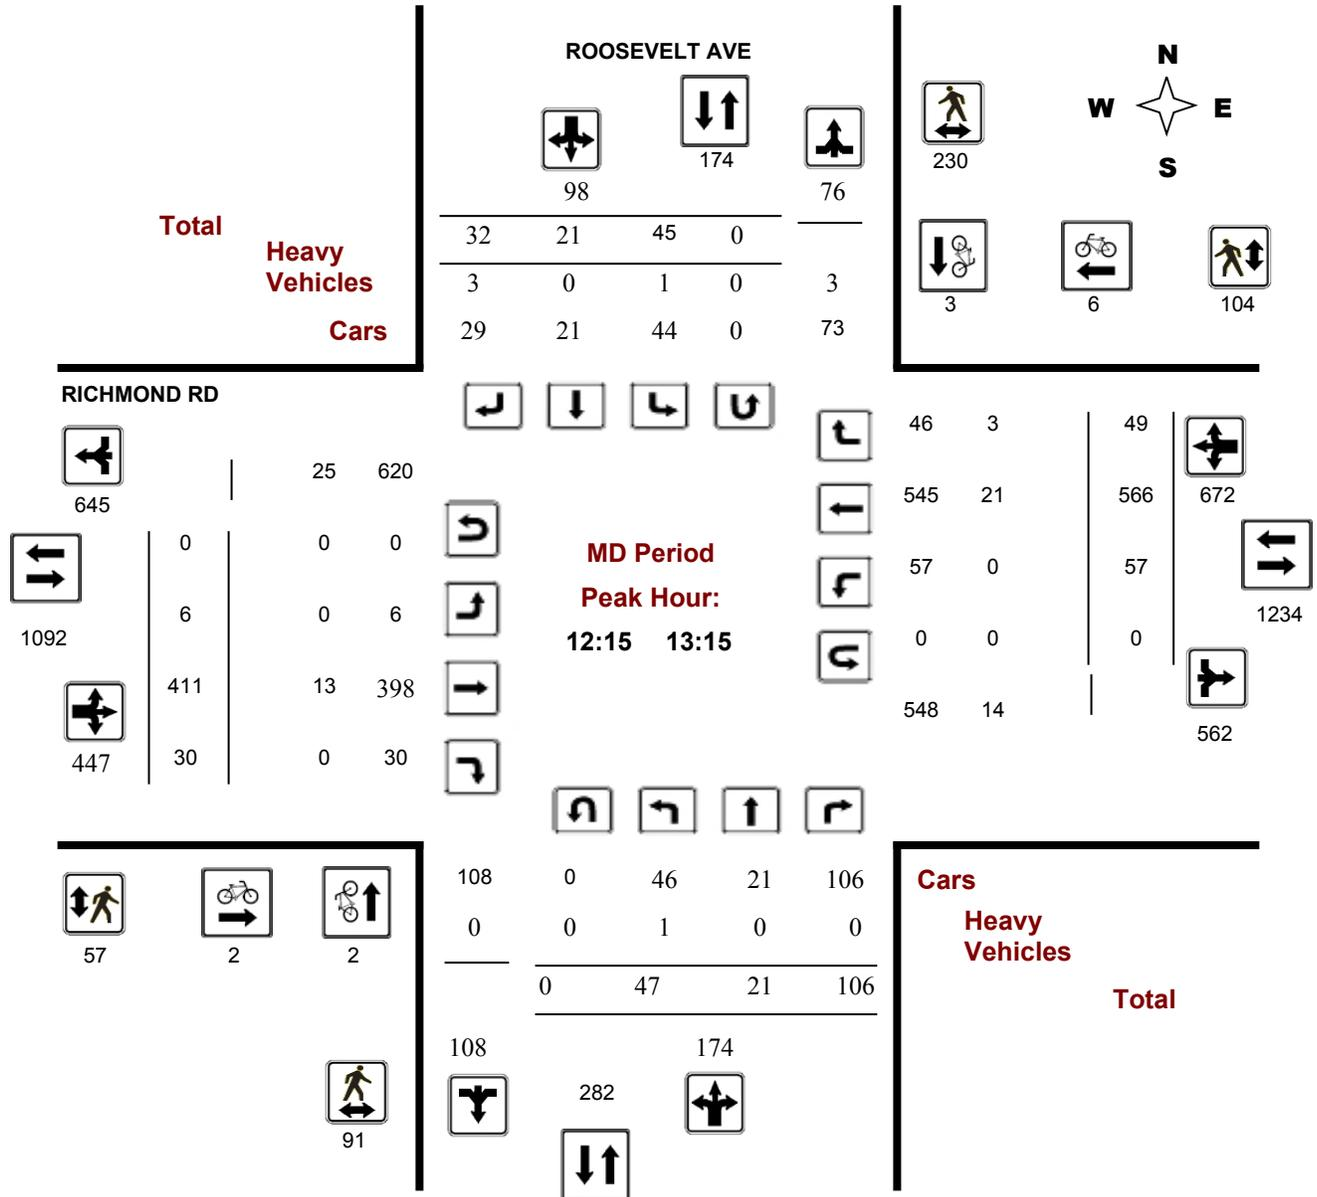 ROOSEVELT AVE
N
W E
S
98
174
76
230
Total
32 21 45 0
Heavy
Vehicles
3 0 1 0 3
Cars
29 21 44 0 73
3 6 104
RICHMOND RD
645
25 620
0 0 0
1092
6 0 6
411 13 398
447
30 0 30
MD Period
Peak Hour:
12:15 13:15
46 3 49
672
545 21 566
57 0 57
1234
0 0 0
548 14
562
57 2 2
91
108 0 46 21 106
0 0 1 0 0
0 47 21 106
108 174
282
Cars
Heavy
Vehicles
Total